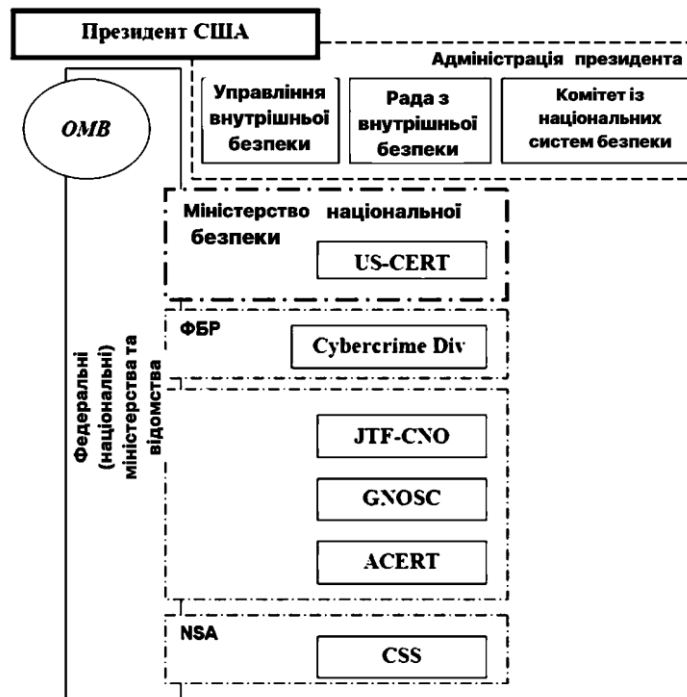 Президент США
Адміністрація президента
Управління
внутрішньої
безпеки
Рада з
внутрішньої
безпеки
Комітет із
національних
систем безпеки
OMB
Міністерство національної
безпеки
US-CERT
ФБР
Cybercrime Div
Федеральні
(національні)
міністерства та
відомства
JTF-CNO
GNOSC
ACERT
NSA
CSS